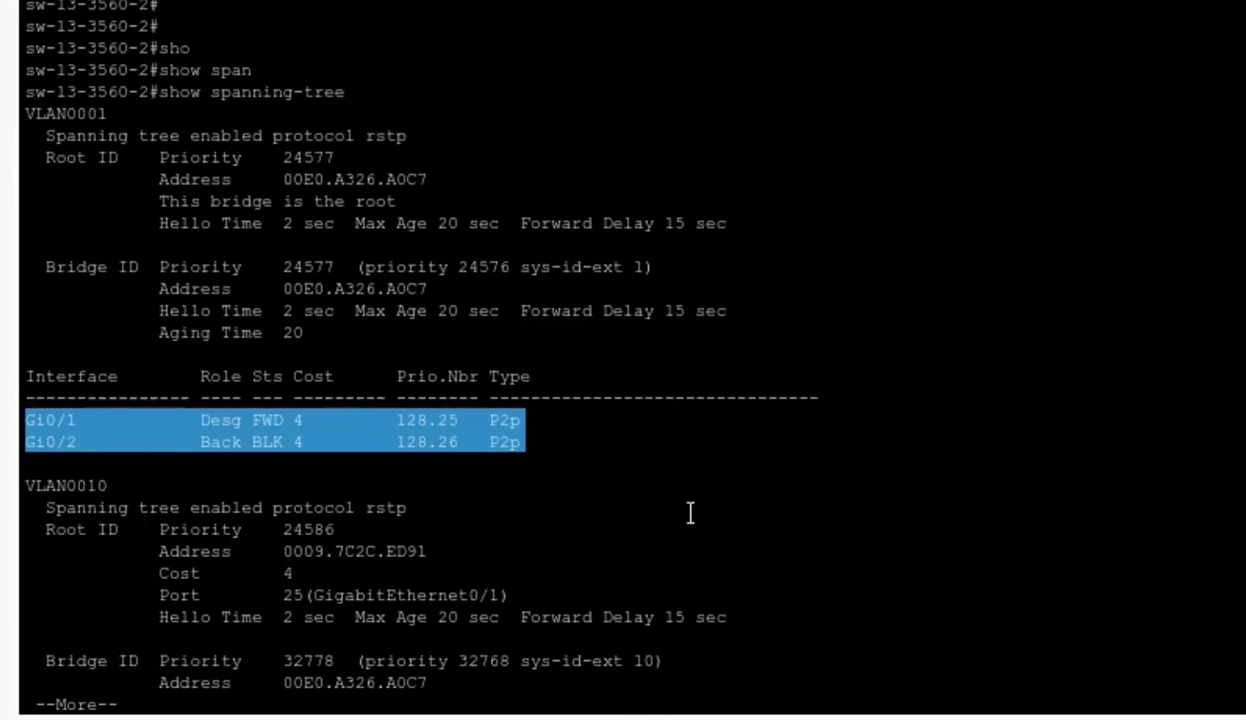 sw-13-3560-2#
sw-13-3560-2#
sw-13-3560-2#sho
sw-13-3560-2#show span
sw-13-3560-2#show spanning-tree
VLAN0001
  Spanning tree enabled protocol rstp
  Root ID    Priority    24577
             Address     00E0.A326.A0C7
             This bridge is the root
             Hello Time  2 sec  Max Age 20 sec  Forward Delay 15 sec
  Bridge ID  Priority    24577  (priority 24576 sys-id-ext 1)
             Address     00E0.A326.A0C7
             Hello Time  2 sec  Max Age 20 sec  Forward Delay 15 sec
             Aging Time  20
Interface        Role Sts Cost      Prio.Nbr Type
---------------- ---- --- --------- -------- --------------------------------
Gi0/1            Desg FWD 4         128.25   P2p
Gi0/2            Back BLK 4         128.26   P2p
VLAN0010
  Spanning tree enabled protocol rstp
  Root ID    Priority    24586
             Address     0009.7C2C.ED91
             Cost        4
             Port        25(GigabitEthernet0/1)
             Hello Time  2 sec  Max Age 20 sec  Forward Delay 15 sec
  Bridge ID  Priority    32778  (priority 32768 sys-id-ext 10)
             Address     00E0.A326.A0C7
 --More--